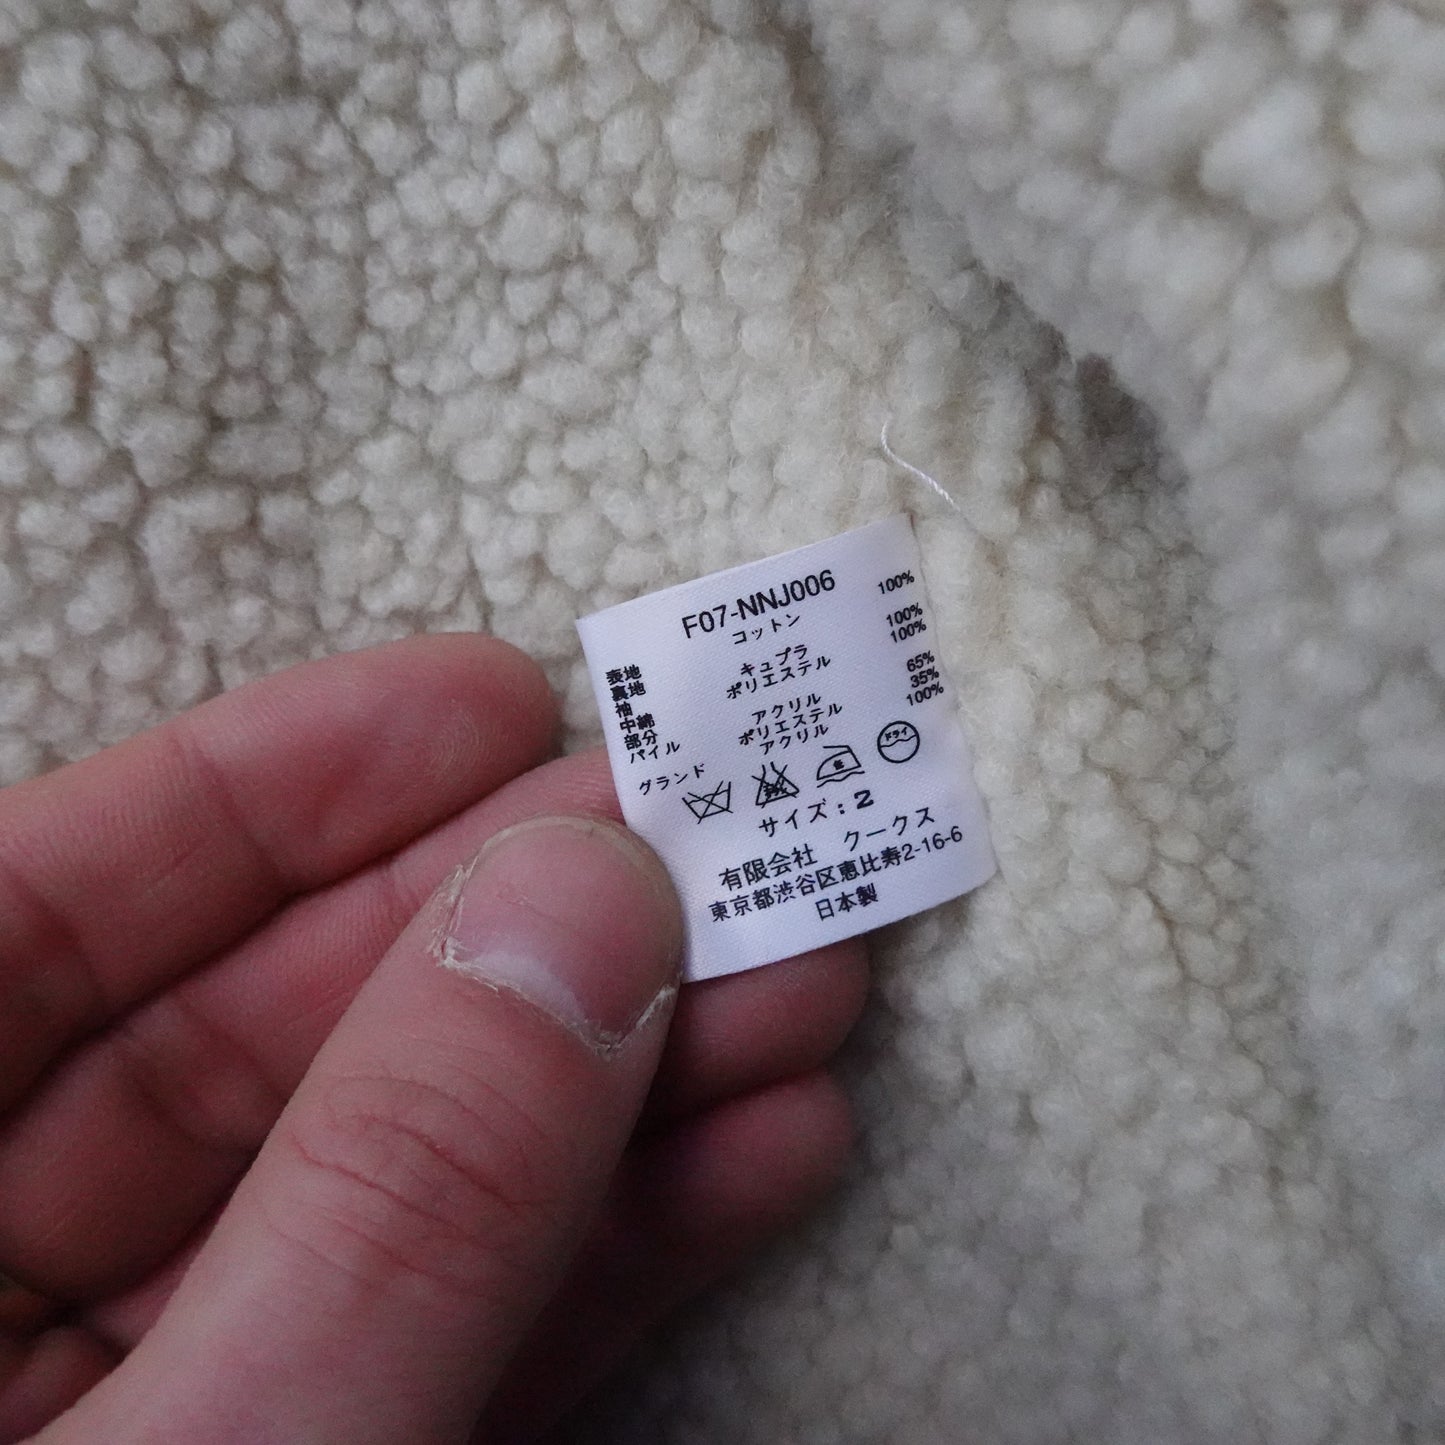 F07-NNJ006
表地 コットン 100%
裏地
袖 キュプラ 100%
中綿 ポリエステル 100%
部分
パイル アクリル 65%
ポリエステル 35%
グランド アクリル 100%
低 ドライ
サイズ:2
有限会社 クークス
東京都渋谷区恵比寿2-16-6
日本製